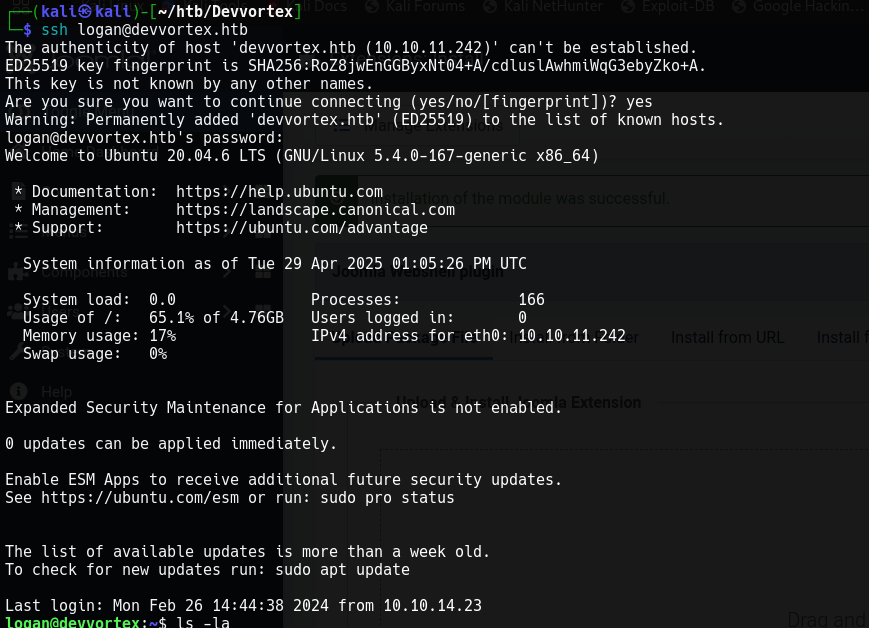 Kali Docs Kali Forums Kali NetHunter Exploit-DB Google Hackin...
┌──(kali㉿kali)-[~/htb/Devvortex]
└─$ ssh logan@devvortex.htb
The authenticity of host 'devvortex.htb (10.10.11.242)' can't be established.
ED25519 key fingerprint is SHA256:RoZ8jwEnGGByxNt04+A/cdluslAwhmiWqG3ebyZko+A.
This key is not known by any other names.
Are you sure you want to continue connecting (yes/no/[fingerprint])? yes
Warning: Permanently added 'devvortex.htb' (ED25519) to the list of known hosts.
Manage Extensions
logan@devvortex.htb's password:
Welcome to Ubuntu 20.04.6 LTS (GNU/Linux 5.4.0-167-generic x86_64)
 * Documentation:  https://help.ubuntu.com
Installation of the module was successful.
 * Management:     https://landscape.canonical.com
 * Support:        https://ubuntu.com/advantage
  System information as of Tue 29 Apr 2025 01:05:26 PM UTC
Components
Joomla Webshell plugin
  System load:  0.0               Processes:             166
  Usage of /:   65.1% of 4.76GB   Users logged in:       0
  Memory usage: 17%               IPv4 address for eth0: 10.10.11.242
Install from URL
  Swap usage:   0%
Help
Upload & Install Joomla Extension
Expanded Security Maintenance for Applications is not enabled.
0 updates can be applied immediately.
Enable ESM Apps to receive additional future security updates.
See https://ubuntu.com/esm or run: sudo pro status
The list of available updates is more than a week old.
To check for new updates run: sudo apt update
Last login: Mon Feb 26 14:44:38 2024 from 10.10.14.23
Drag and
logan@devvortex:~$ ls -la